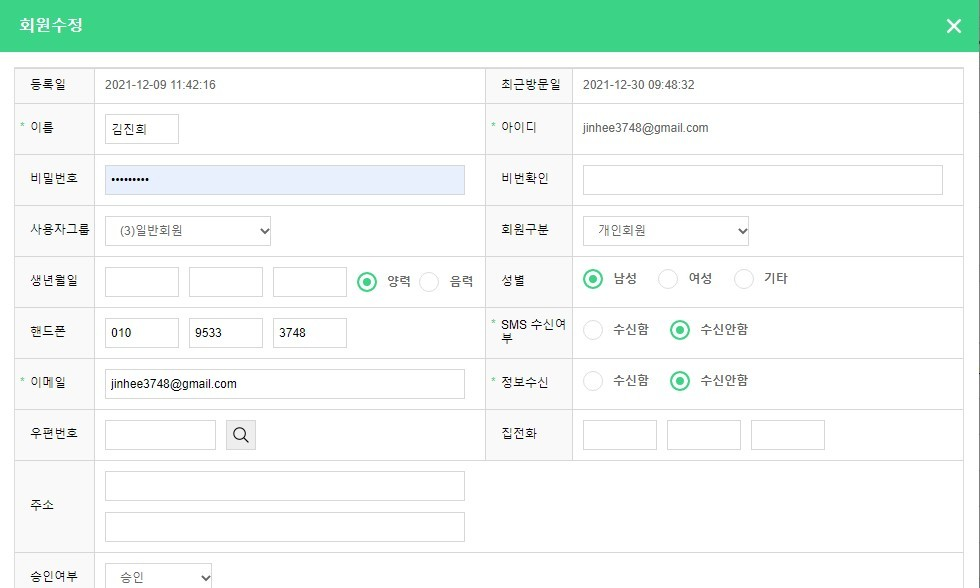 회원수정
등록일 2021-12-09 11:42:16 최근방문일 2021-12-30 09:48:32
* 이름 김진희 * 아이디 jinhee3748@gmail.com
비밀번호 ••••••••• 비번확인
사용자그룹 (3)일반회원 회원구분 개인회원
생년월일 양력 음력 성별 남성 여성 기타
핸드폰 010 9533 3748 * SMS 수신여
부 수신함 수신안함
* 이메일 jinhee3748@gmail.com * 정보수신 수신함 수신안함
우편번호 집전화
주소
승인여부 승인